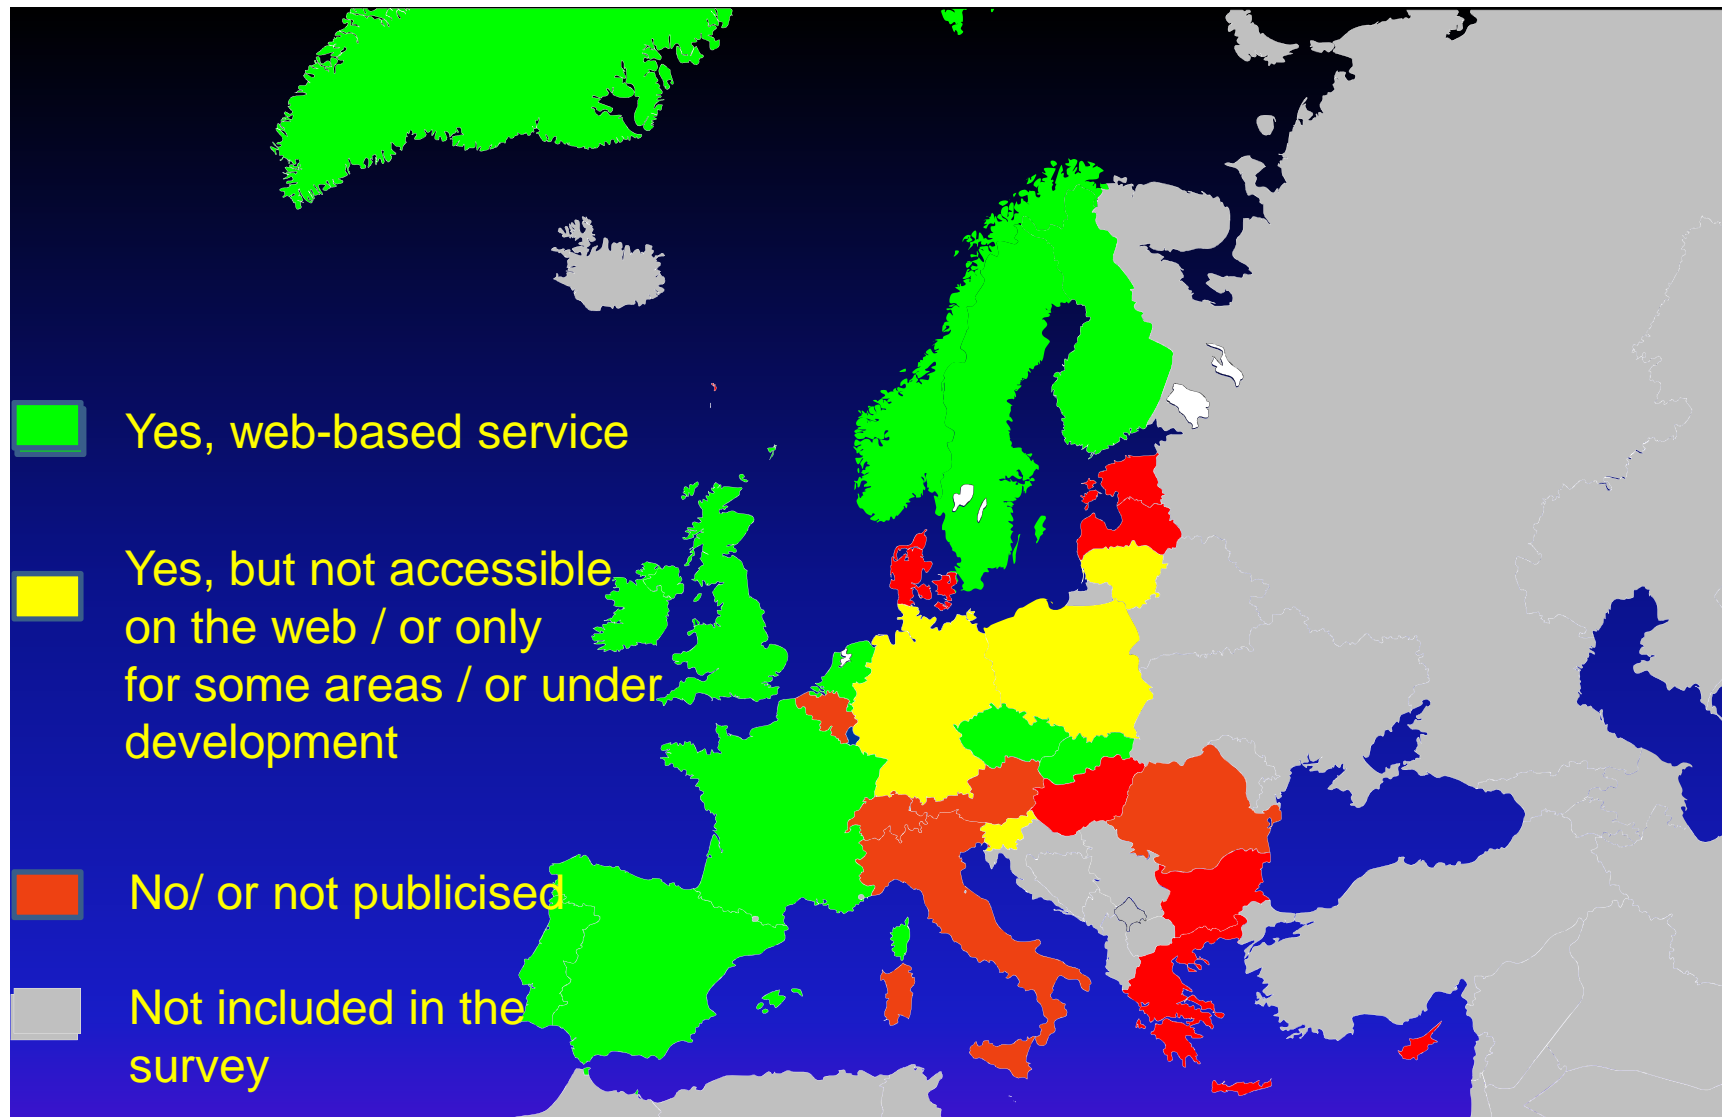 Yes, web-based service
Yes, but not accessible
on the web / or only
for some areas / or under
development
No/ or not publicised
Not included in the
survey